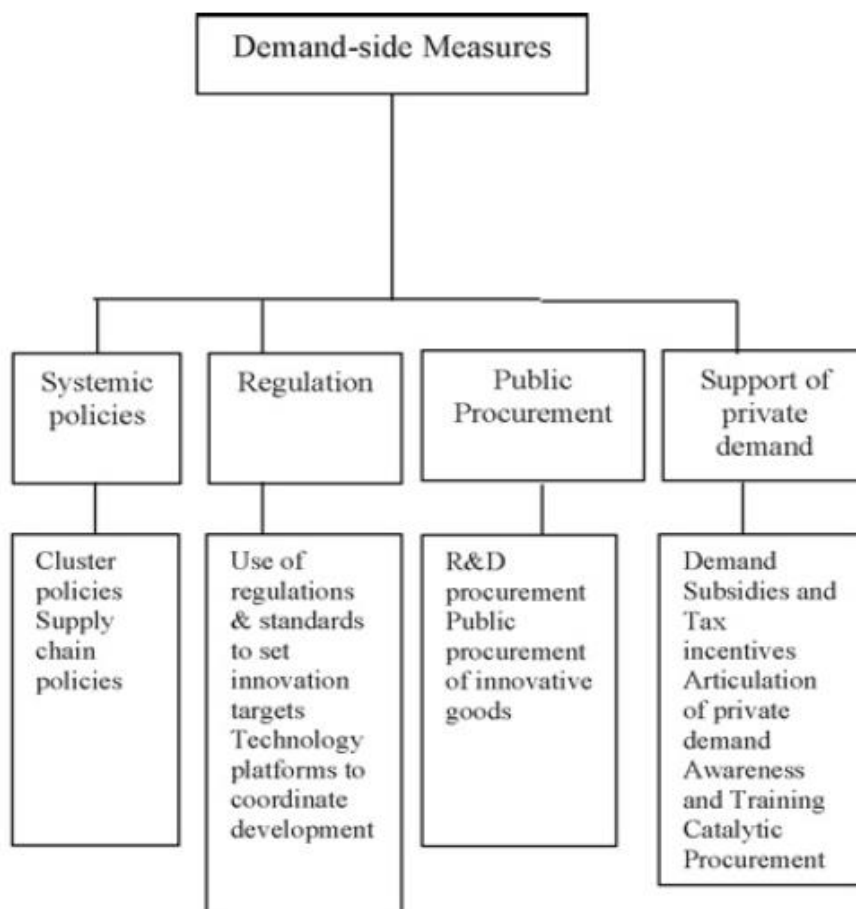 Demand-side Measures
Systemic
policies
Regulation
Public
Procurement
Support of
private
demand
Cluster
policies
Supply
chain
policies
Use of
regulations
& standards
to set
innovation
targets
Technology
platforms to
coordinate
development
R&D
procurement
Public
procurement
of innovative
goods
Demand
Subsidies and
Tax
incentives
Articulation
of private
demand
Awareness
and Training
Catalytic
Procurement